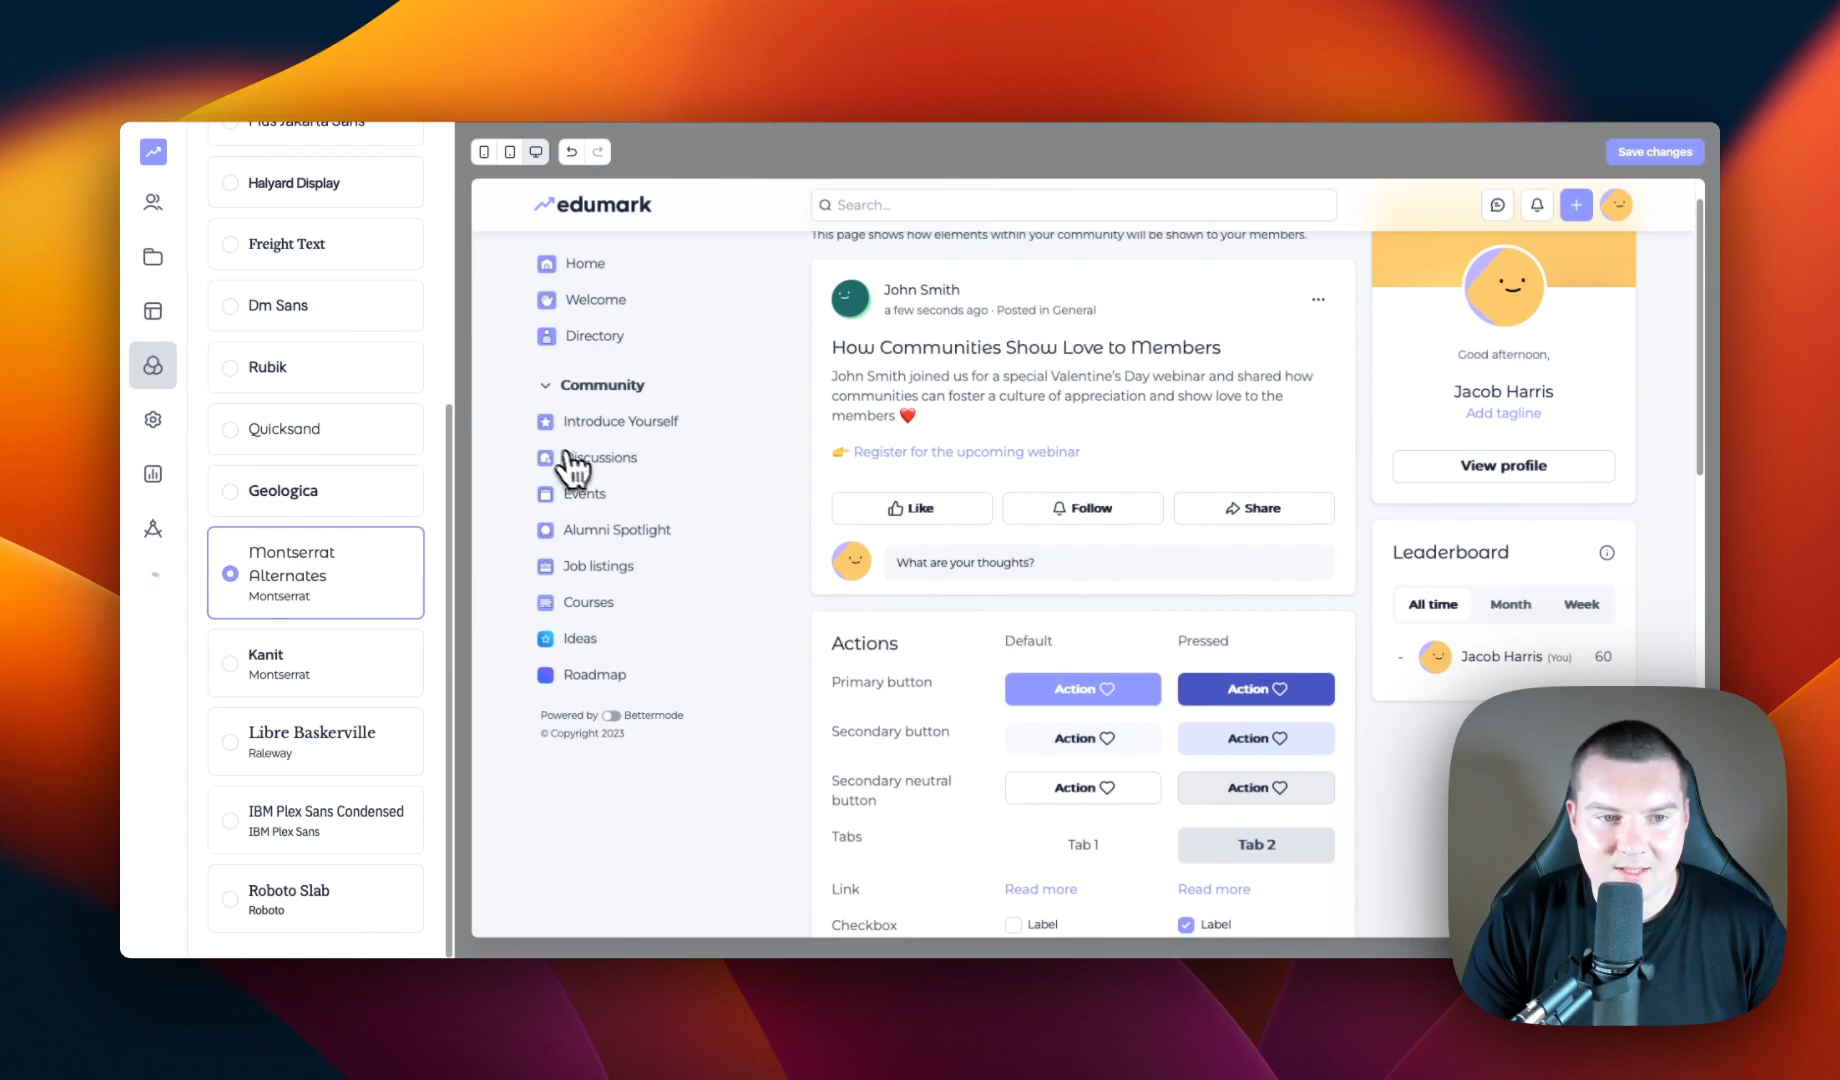 Plus Jakarta Sans
Halyard Display
Freight Text
Dm Sans
Rubik
Quicksand
Geologica
Montserrat
Alternates
Montserrat
Kanit
Montserrat
Libre Baskerville
Raleway
IBM Plex Sans Condensed
IBM Plex Sans
Roboto Slab
Roboto
Save changes
edumark
Search...
Home
Welcome
Directory
Community
Introduce Yourself
Discussions
Events
Alumni Spotlight
Job listings
Courses
Ideas
Roadmap
Powered by Bettermode
© Copyright 2023
This page shows how elements within your community will be shown to your members.
John Smith
a few seconds ago · Posted in General
How Communities Show Love to Members
John Smith joined us for a special Valentine's Day webinar and shared how
communities can foster a culture of appreciation and show love to the
members ❤️
👉 Register for the upcoming webinar
Like
Follow
Share
What are your thoughts?
Actions
Default
Pressed
Primary button
Action
Action
Secondary button
Action
Action
Secondary neutral
button
Action
Action
Tabs
Tab 1
Tab 2
Link
Read more
Read more
Checkbox
Label
Label
Good afternoon,
Jacob Harris
Add tagline
View profile
Leaderboard
All time
Month
Week
- Jacob Harris (You) 60